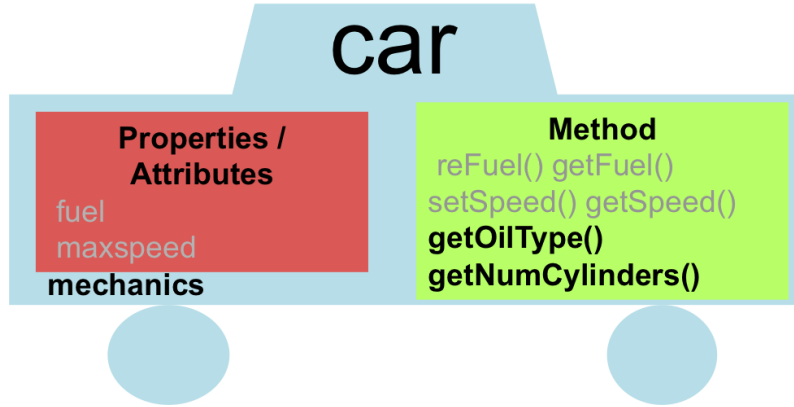 car
Properties /
Attributes
fuel
maxspeed
mechanics
Method
reFuel() getFuel()
setSpeed() getSpeed()
getOilType()
getNumCylinders()